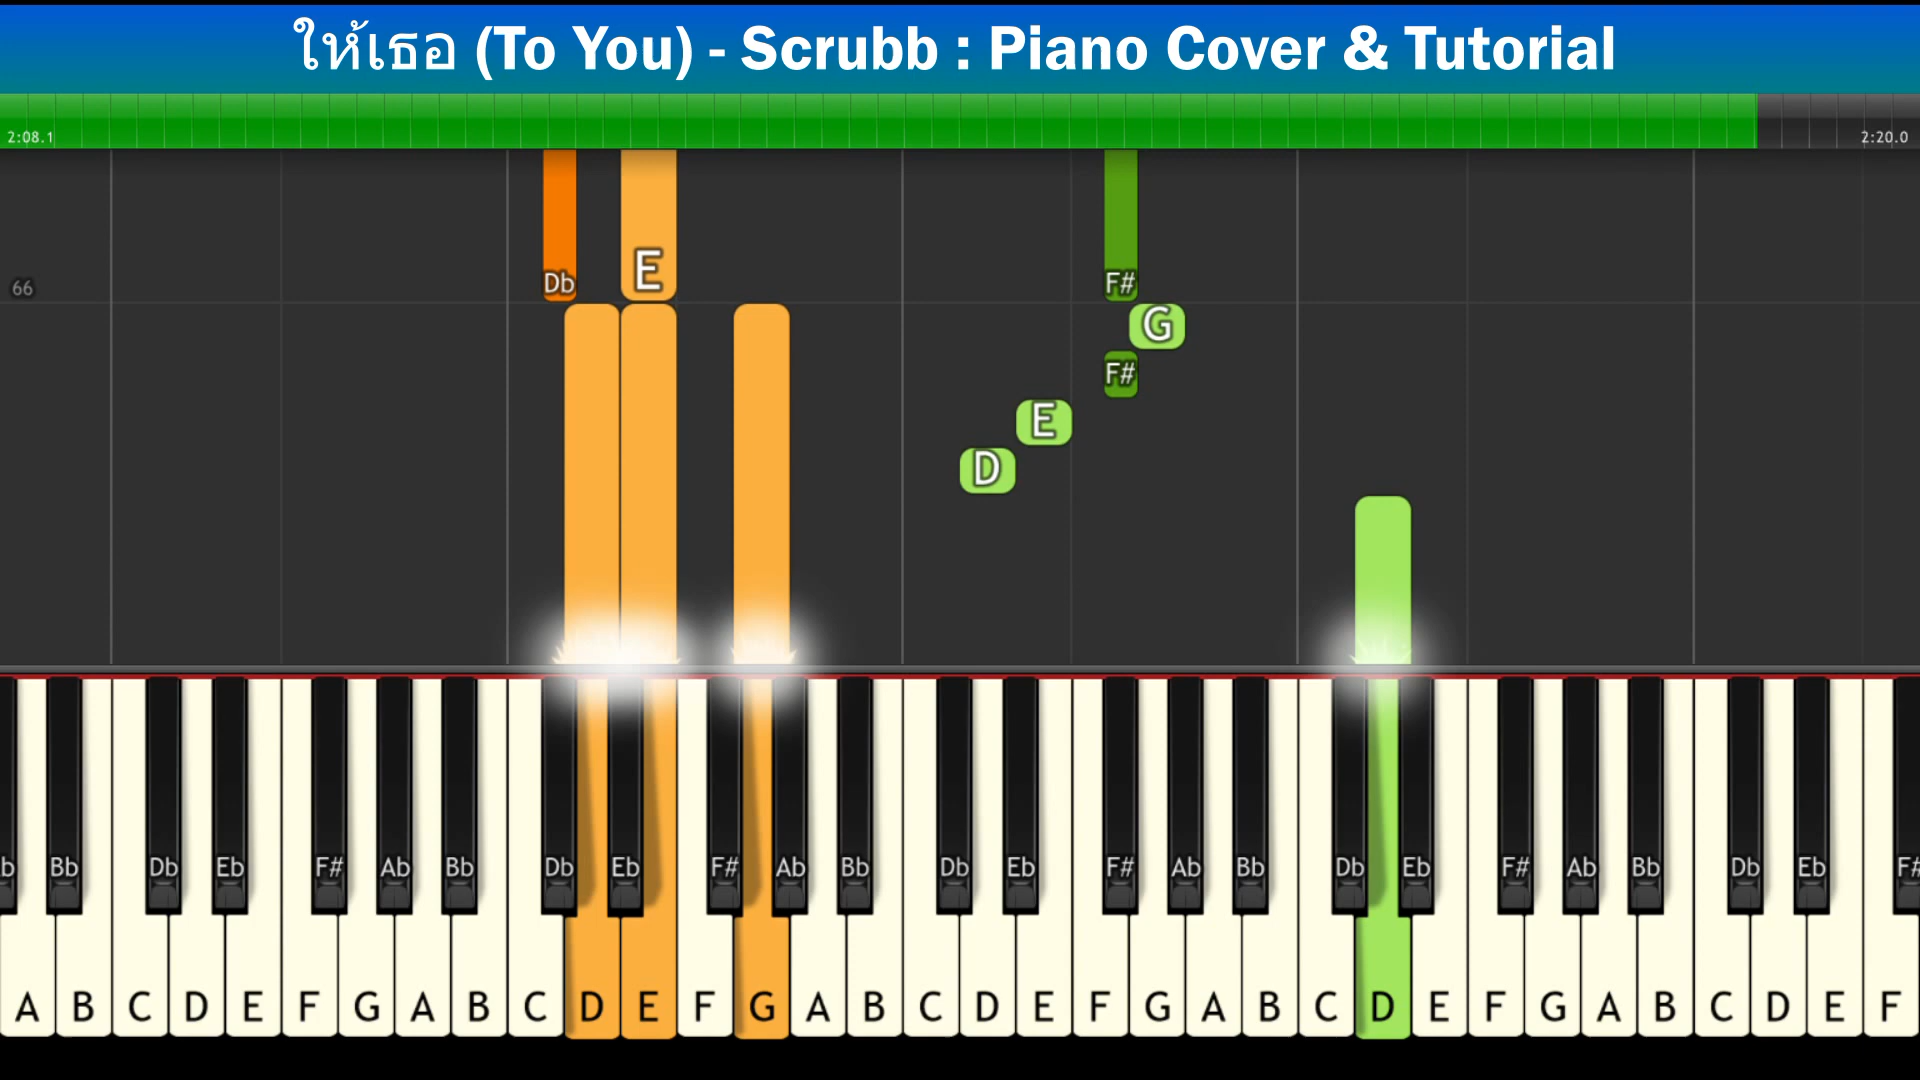 ให้เธอ (To You) - Scrubb : Piano Cover & Tutorial
2:08.1 2:20.0
66 Db E F#
G
F#
E
D
b Bb Db Eb F# Ab Bb Db Eb F# Ab Bb Db Eb F# Ab Bb Db Eb F# Ab Bb Db Eb F#
A B C D E F G A B C D E F G A B C D E F G A B C D E F G A B C D E F